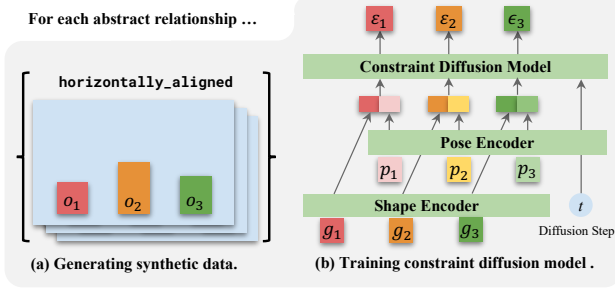 For each abstract relationship …
horizontally_aligned
o1 o2 o3
(a) Generating synthetic data.
ε1 ε2 ϵ3
Constraint Diffusion Model
Pose Encoder
p1 p2 p3
Shape Encoder
t
g1 g2 g3
Diffusion Step
(b) Training constraint diffusion model .